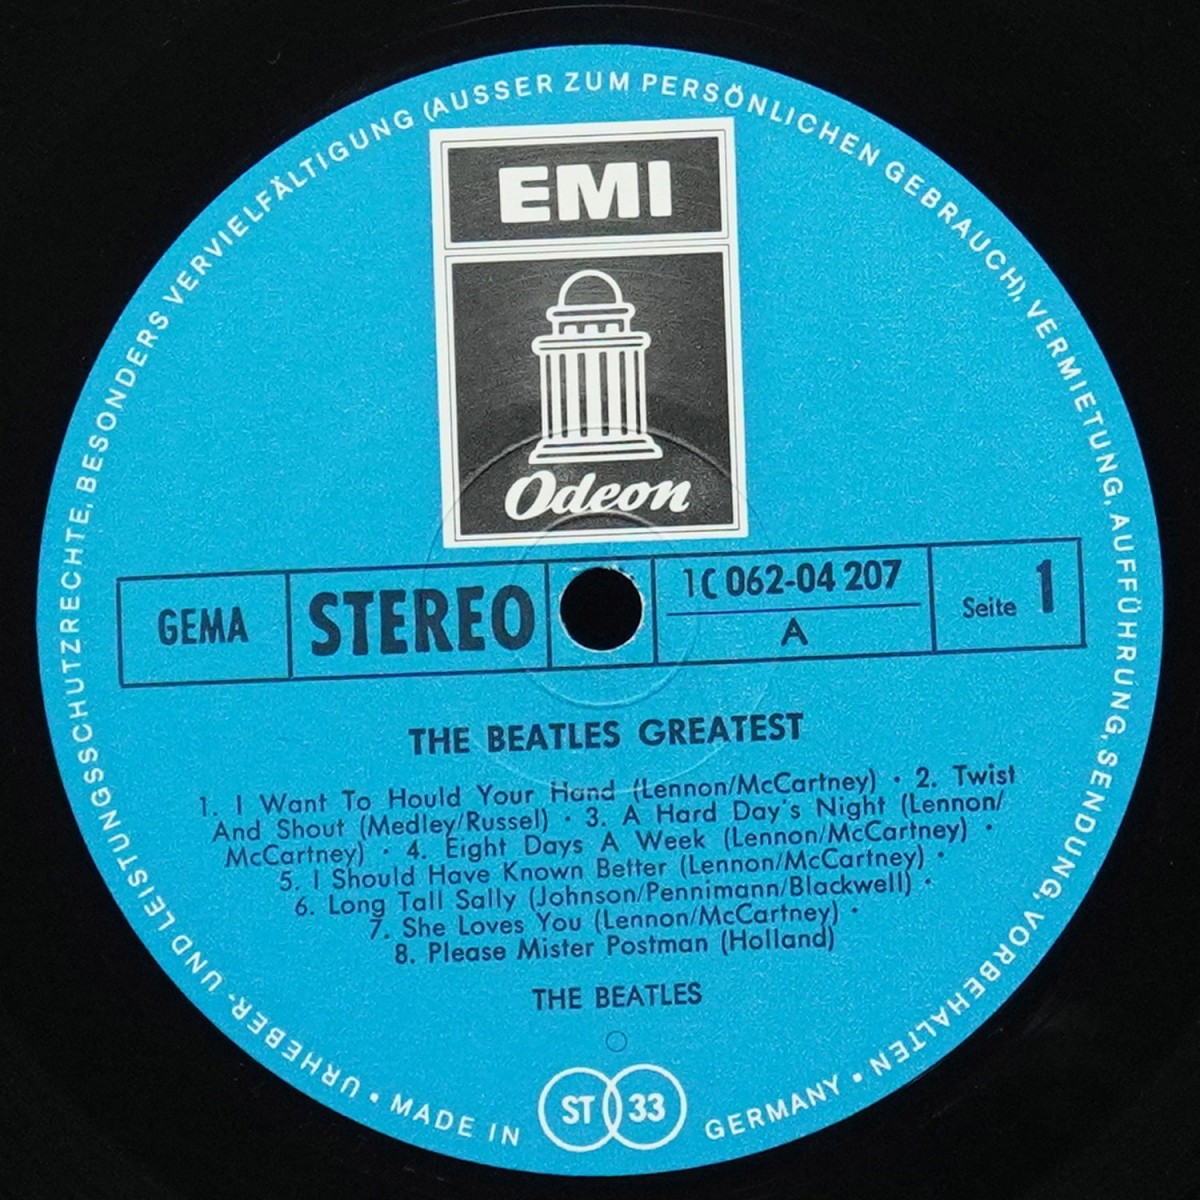 URHEBER- UND LEISTUNGSSCHUTZRECHTE, BESONDERS VERVIELFÄLTIGUNG (AUSSER ZUM PERSÖNLICHEN GEBRAUCH), VERMIETUNG, AUFFÜHRUNG, SENDUNG, VORBEHALTEN •
EMI
Odeon
GEMA
STEREO
1C 062-04 207
A
Seite 1
THE BEATLES GREATEST
1. I Want To Hould Your Hand (Lennon/McCartney) · 2. Twist
And Shout (Medley/Russel) · 3. A Hard Day's Night (Lennon/
McCartney) · 4. Eight Days A Week (Lennon/McCartney) ·
5. I Should Have Known Better (Lennon/McCartney) ·
6. Long Tall Sally (Johnson/Pennimann/Blackwell) ·
7. She Loves You (Lennon/McCartney) ·
8. Please Mister Postman (Holland)
THE BEATLES
• MADE IN ST 33 GERMANY